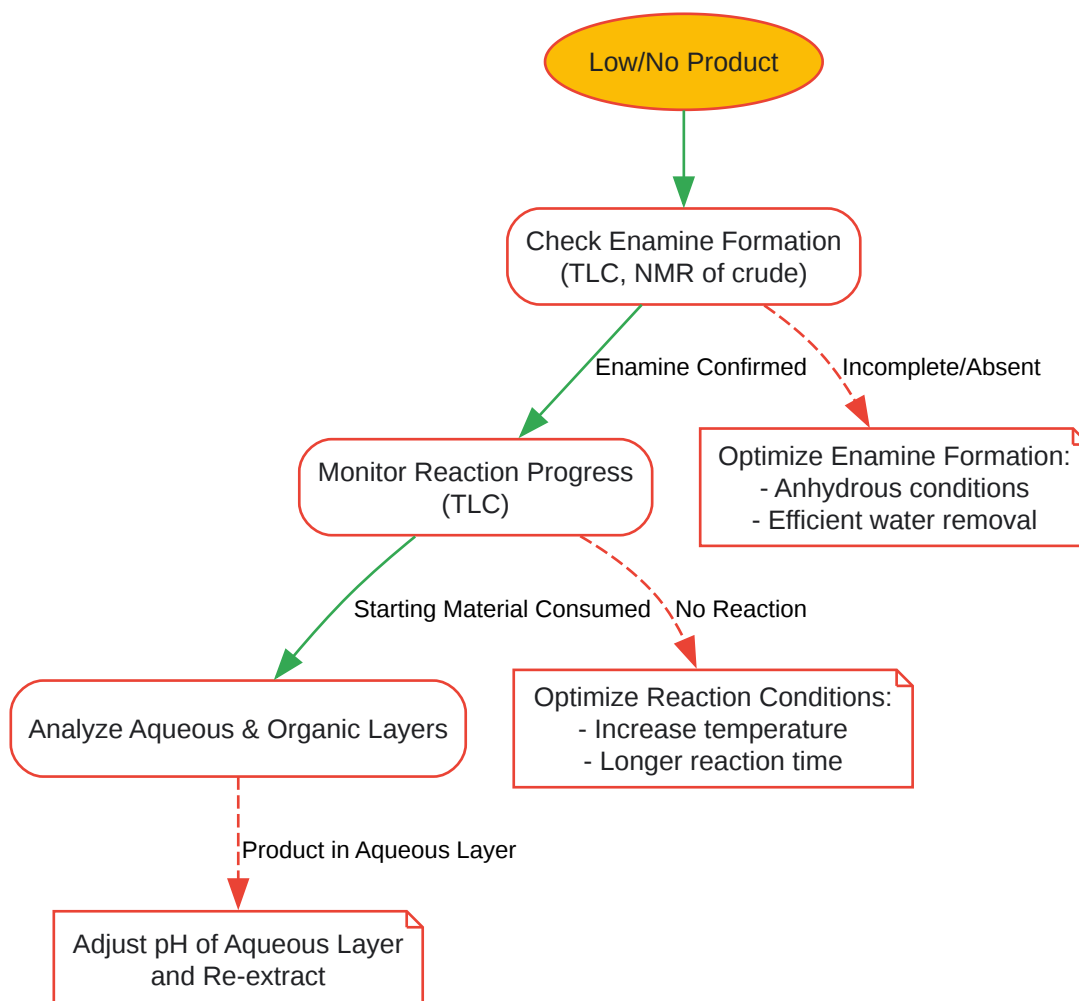 Low/No Product
Check Enamine Formation
(TLC, NMR of crude)
Enamine Confirmed
Incomplete/Absent
Optimize Enamine Formation:
- Anhydrous conditions
- Efficient water removal
Monitor Reaction Progress
(TLC)
Starting Material Consumed
No Reaction
Optimize Reaction Conditions:
- Increase temperature
- Longer reaction time
Analyze Aqueous & Organic Layers
Product in Aqueous Layer
Adjust pH of Aqueous Layer
and Re-extract